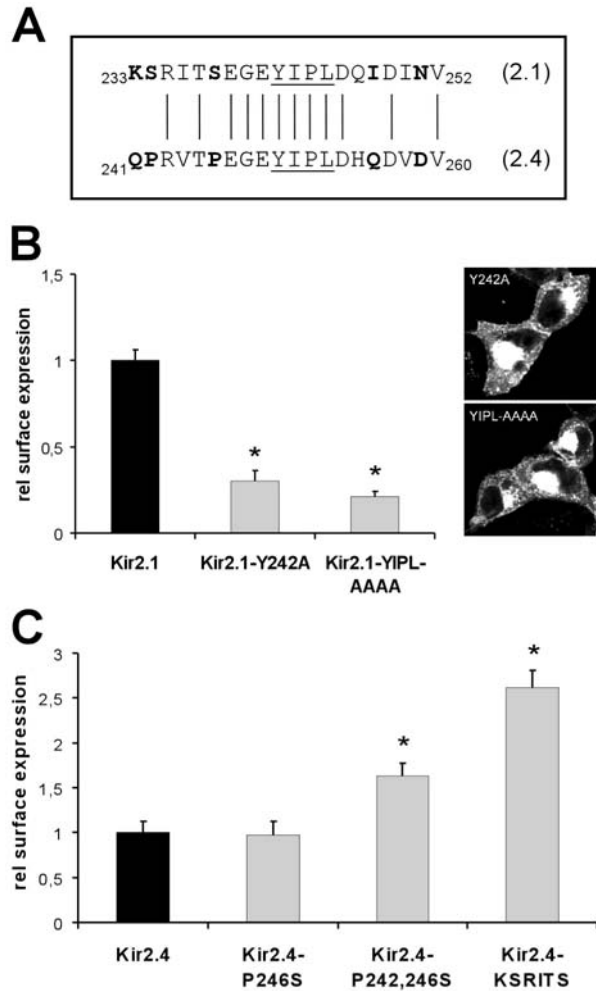 A
233KSRITSEGEYIPLDQIDINV252 (2.1)
241QPRVTPEGEYIPLDHQDVDV260 (2.4)
B
rel surface expression
1,5
1
0,5
0
*
*
Kir2.1
Kir2.1-Y242A
Kir2.1-YIPL-
AAAA
Y242A
YIPL-AAAA
C
rel surface expression
3
2,5
2
1,5
1
0,5
0
*
*
Kir2.4
Kir2.4-
P246S
Kir2.4-
P242,246S
Kir2.4-
KSRITS